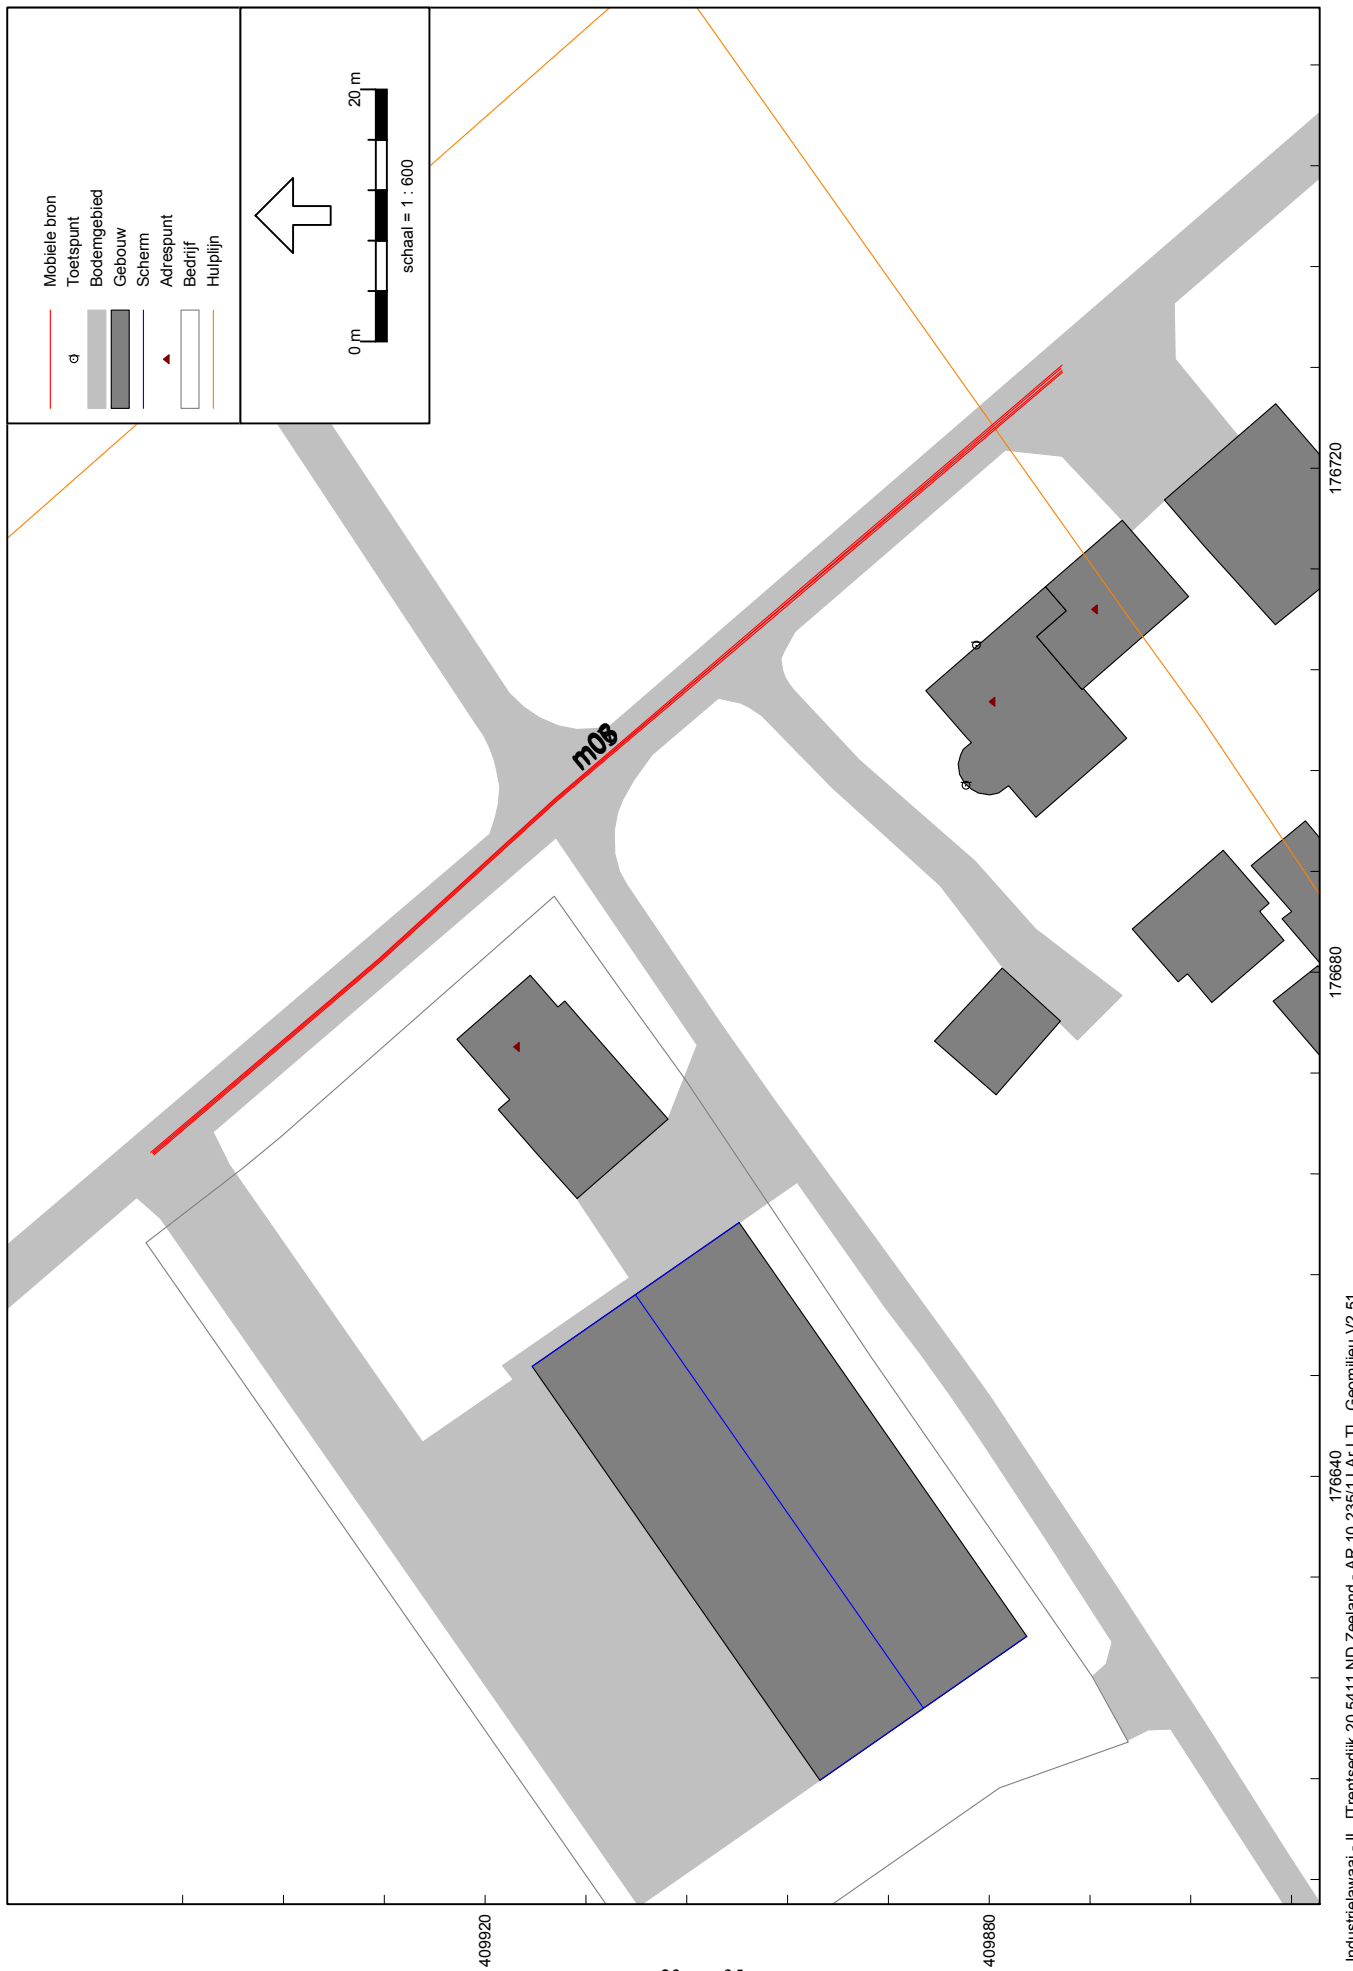 Mobiele bron
Toetspunt
Bodemgebied
Gebouw
Scherm
Adrespunt
Bedrijf
Hulplijn
0 m
20 m
schaal = 1 : 600
176640
176680
176720
409920
409880